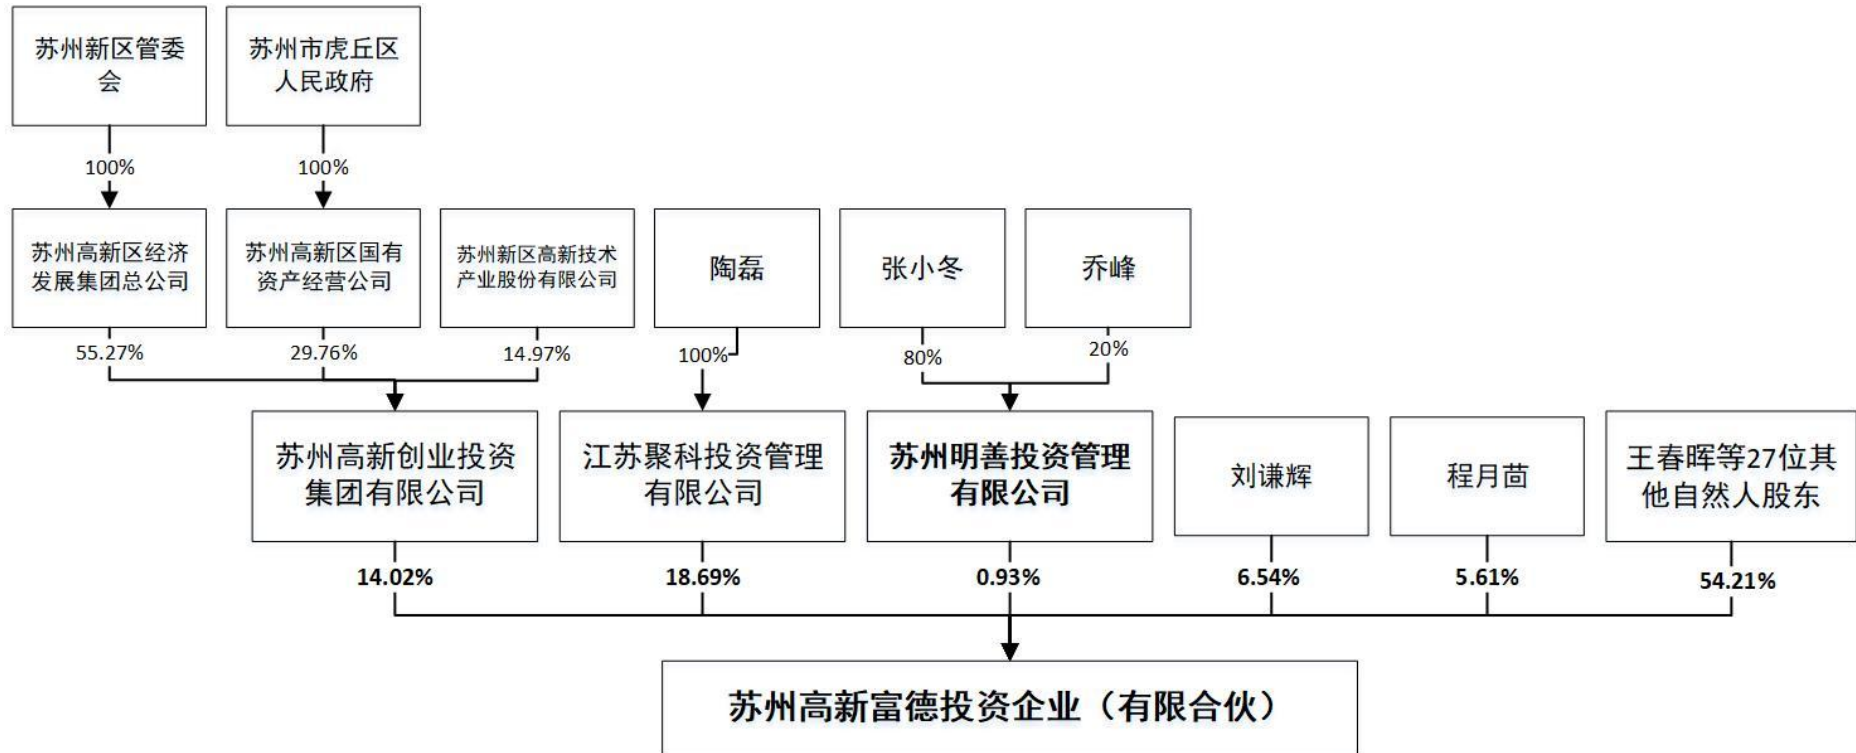 苏州新区管委
会
苏州市虎丘区
人民政府
100%
100%
苏州高新区经济
发展集团总公司
苏州高新区国有
资产经营公司
苏州新区高新技术
产业股份有限公司
陶磊
张小冬
乔峰
55.27%
29.76%
14.97%
100%
80%
20%
苏州高新创业投资
集团有限公司
江苏聚科投资管理
有限公司
苏州明善投资管理
有限公司
刘谦辉
程月茴
王春晖等27位其
他自然人股东
14.02%
18.69%
0.93%
6.54%
5.61%
54.21%
苏州高新富德投资企业（有限合伙）